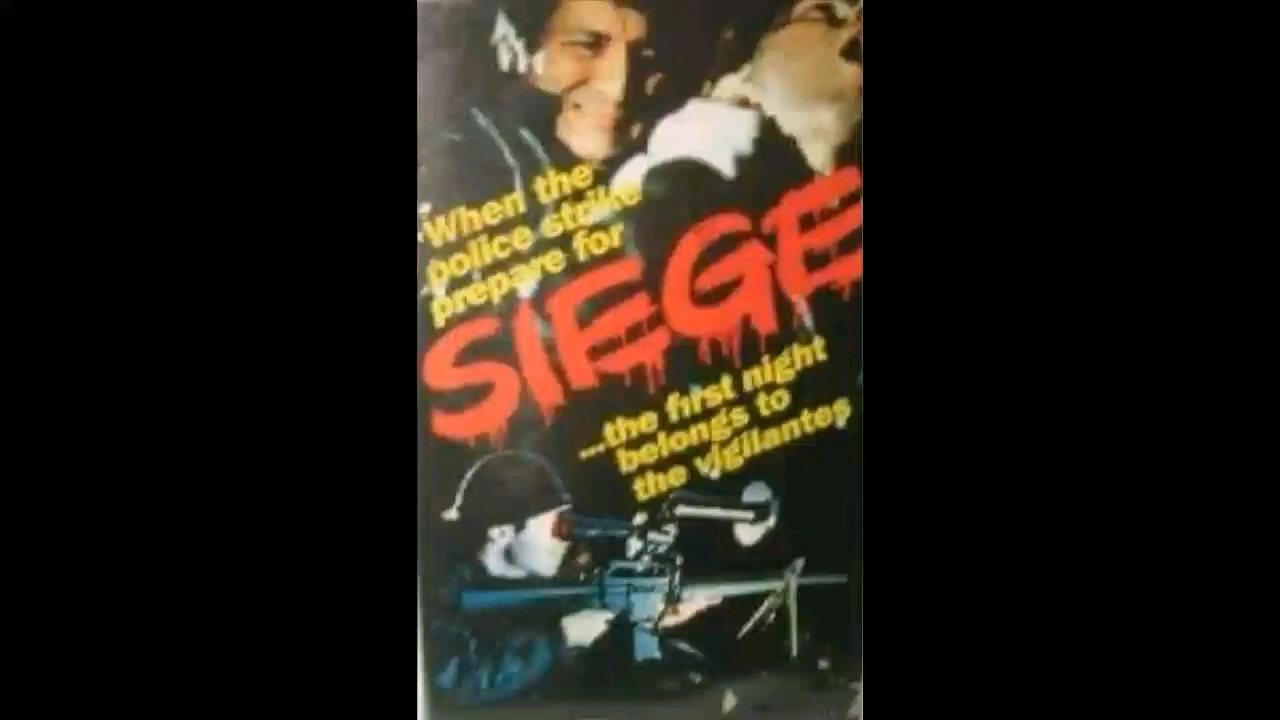 When the
police strike
prepare for
SIEGE
...the first night
belongs to
the vigilantes